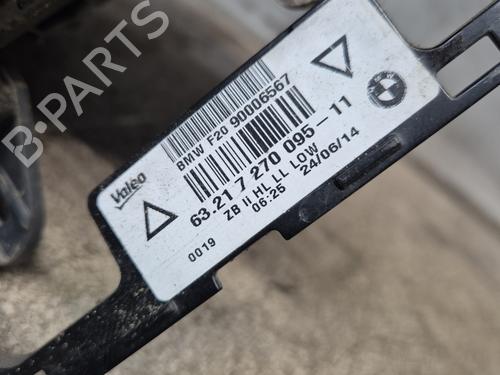 B-PARTS
Valeo
BMW F20 90006567
63.21 7 270 095-11
ZB II HL LL LOW
0019 06:25 24/06/14